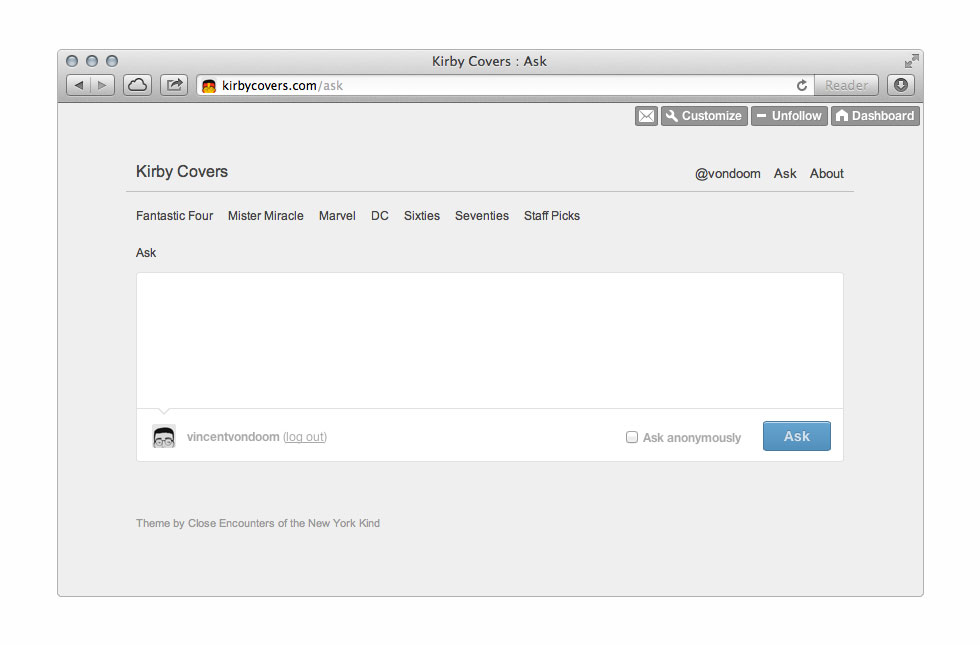 Kirby Covers : Ask
kirbycovers.com/ask
Reader
Customize
Unfollow
Dashboard
Kirby Covers
@vondoom Ask About
Fantastic Four Mister Miracle Marvel DC Sixties Seventies Staff Picks
Ask
vincentvondoom (log out)
Ask anonymously
Ask
Theme by Close Encounters of the New York Kind